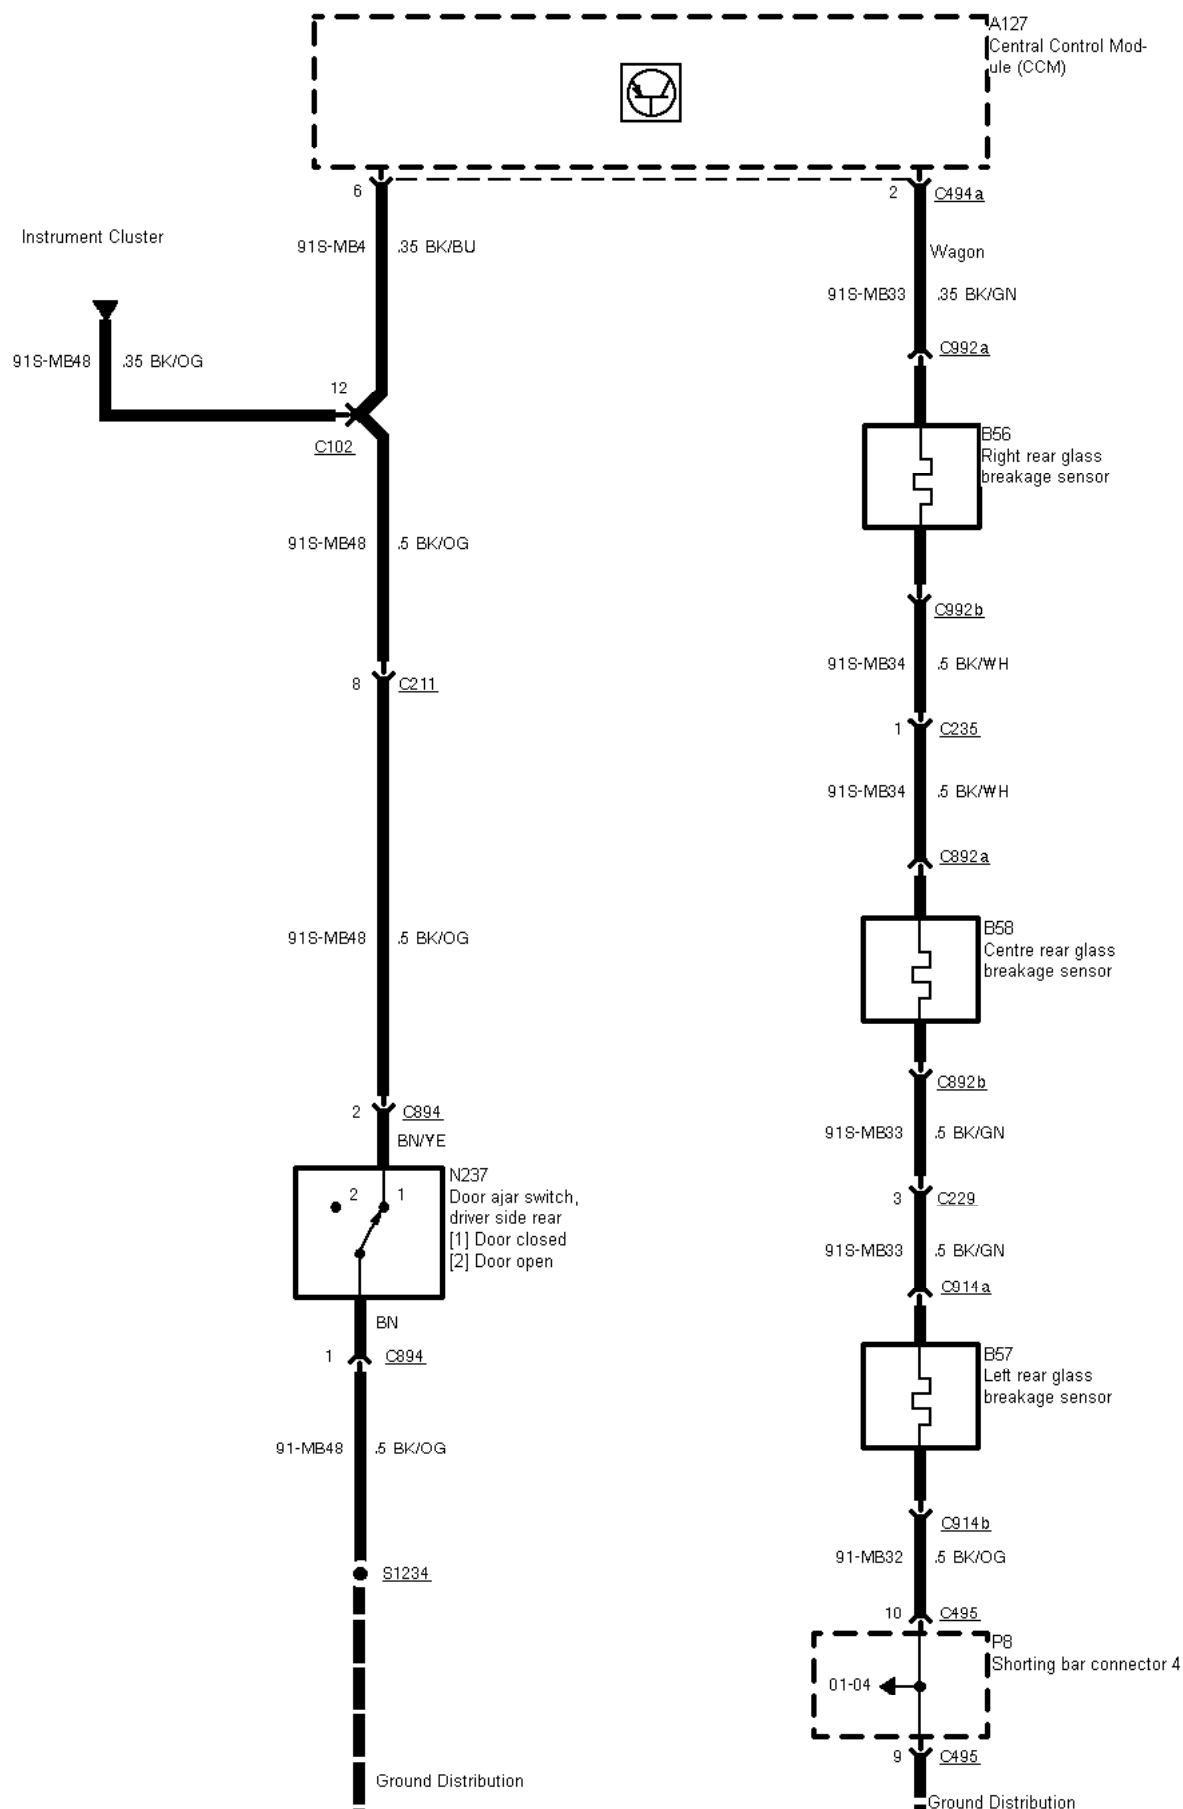 A127
Central Control Mod-
ule (CCM)
6
2
C494a
Instrument Cluster
91S-MB4
.35 BK/BU
Wagon
91S-MB33
.35 BK/GN
C992a
91S-MB48
.35 BK/OG
12
C102
B56
Right rear glass
breakage sensor
91S-MB48
.5 BK/OG
C992b
91S-MB34
.5 BK/WH
8
C211
1
C235
91S-MB34
.5 BK/WH
C892a
91S-MB48
.5 BK/OG
B58
Centre rear glass
breakage sensor
C892b
2
C894
BN/YE
91S-MB33
.5 BK/GN
N237
Door ajar switch,
driver side rear
[1] Door closed
[2] Door open
2
1
3
C229
91S-MB33
.5 BK/GN
C914a
BN
1
C894
B57
Left rear glass
breakage sensor
91-MB48
.5 BK/OG
C914b
91-MB32
.5 BK/OG
S1234
10
C495
P8
Shorting bar connector 4
01-04
9
C495
Ground Distribution
Ground Distribution